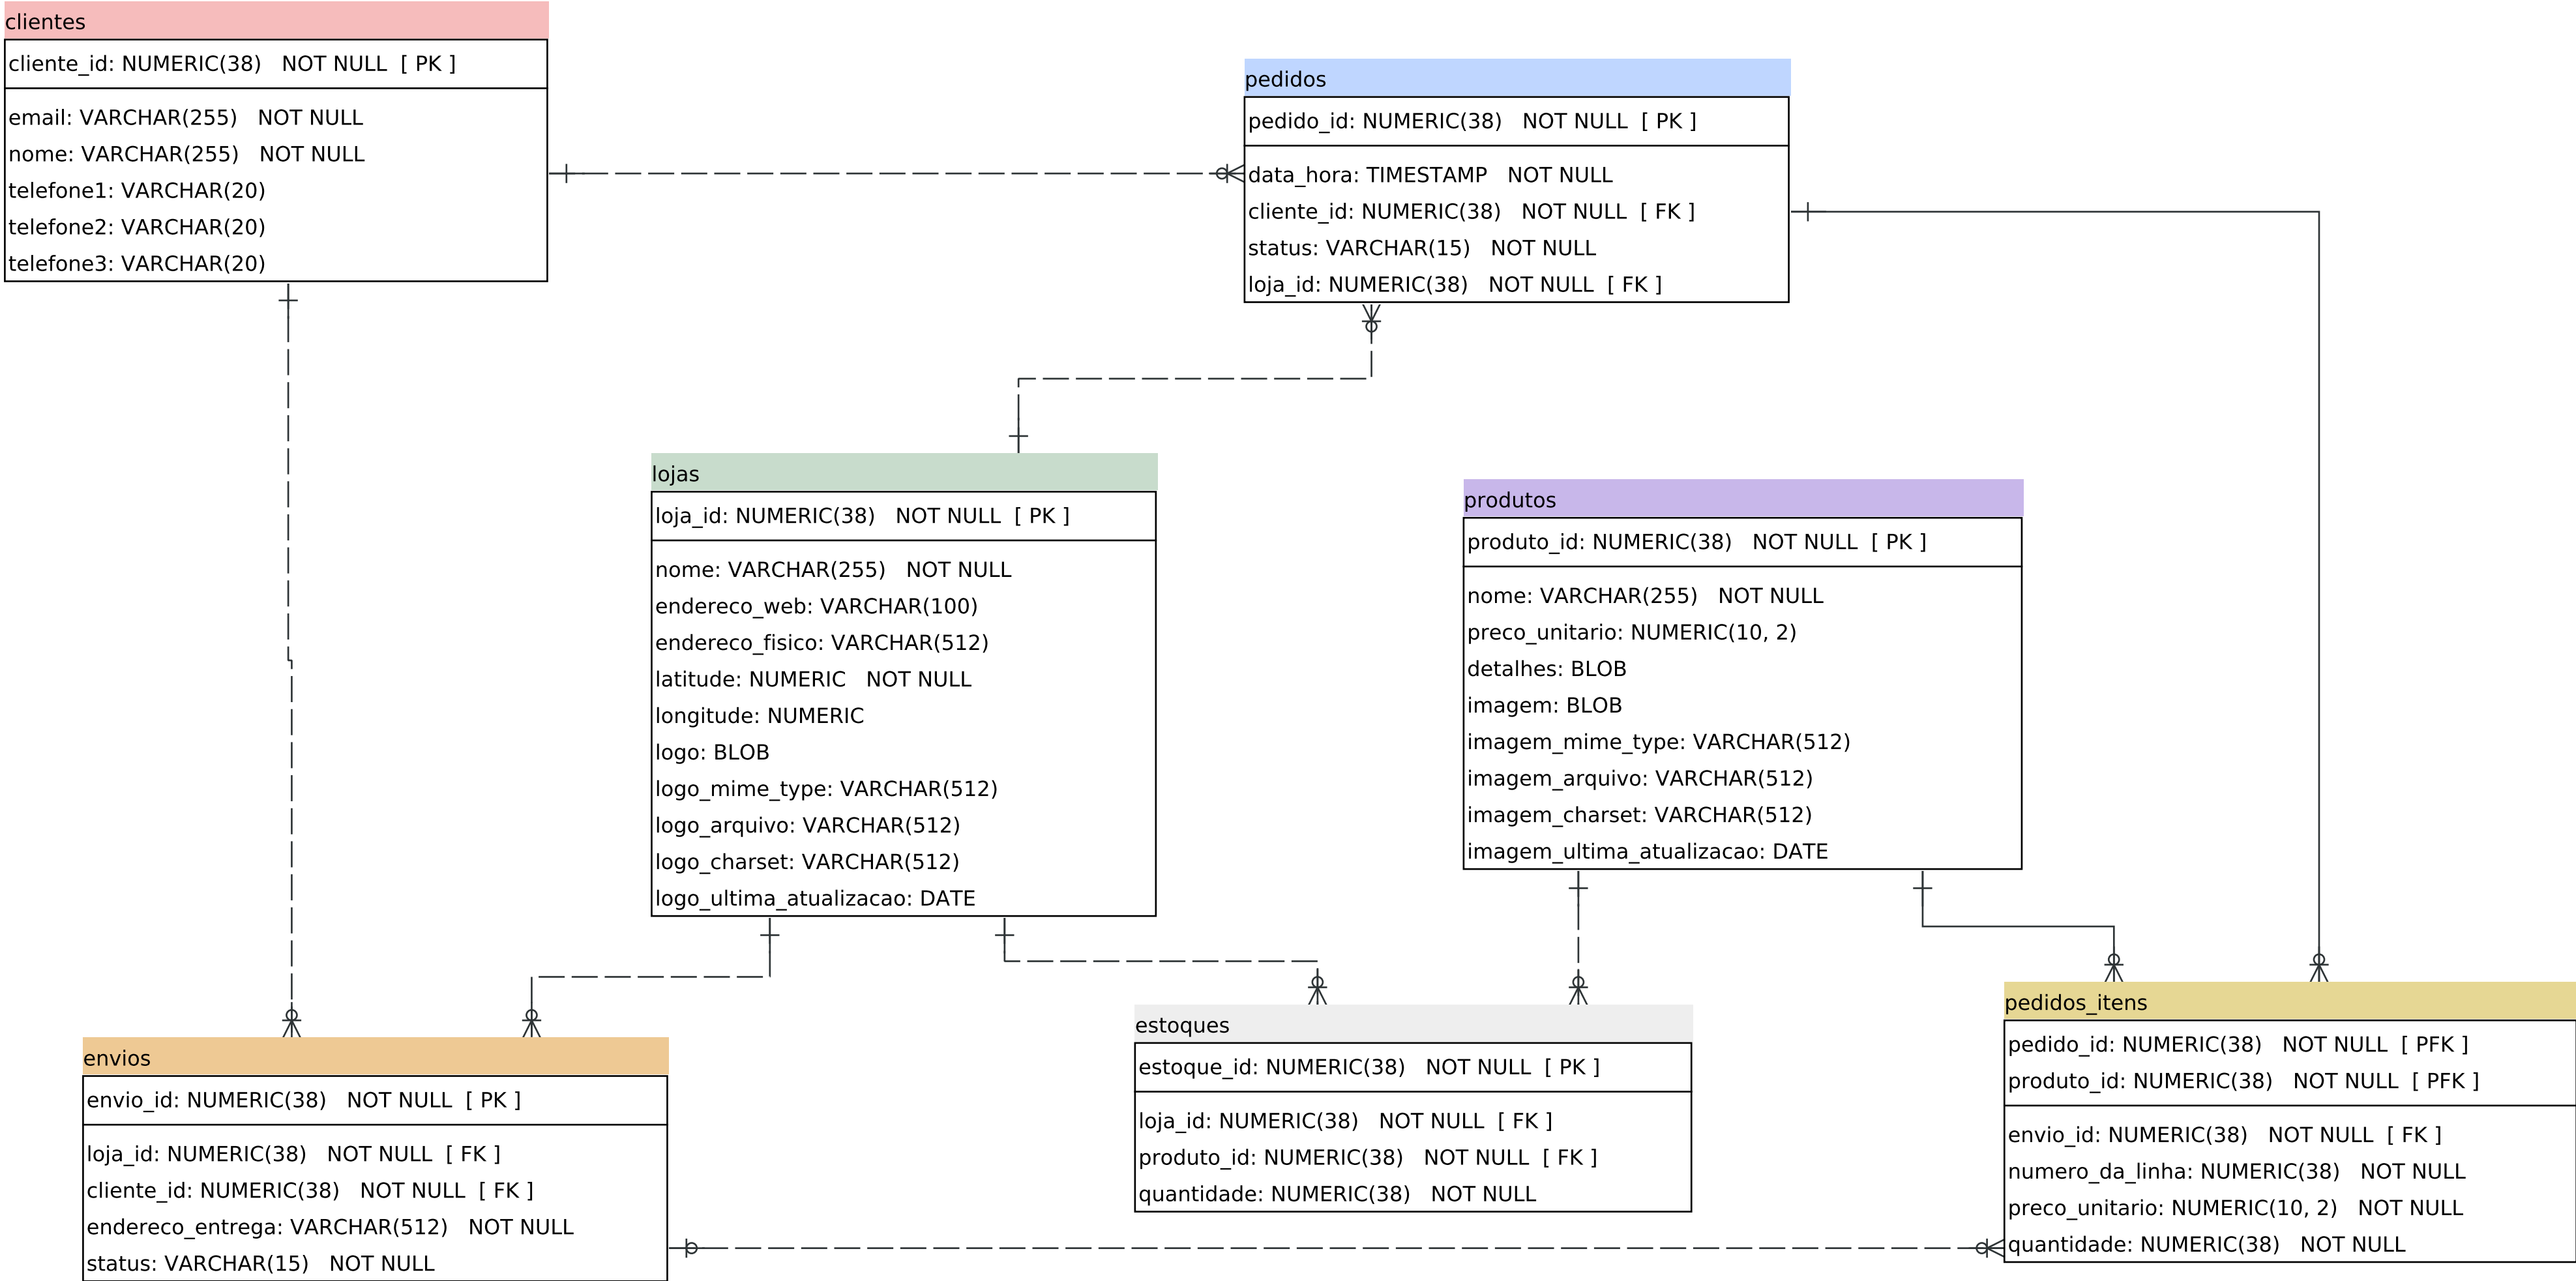 clientes
cliente_id: NUMERIC(38) NOT NULL [ PK ]
email: VARCHAR(255) NOT NULL
nome: VARCHAR(255) NOT NULL
telefone1: VARCHAR(20)
telefone2: VARCHAR(20)
telefone3: VARCHAR(20)
pedidos
pedido_id: NUMERIC(38) NOT NULL [ PK ]
data_hora: TIMESTAMP NOT NULL
cliente_id: NUMERIC(38) NOT NULL [ FK ]
status: VARCHAR(15) NOT NULL
loja_id: NUMERIC(38) NOT NULL [ FK ]
lojas
loja_id: NUMERIC(38) NOT NULL [ PK ]
nome: VARCHAR(255) NOT NULL
endereco_web: VARCHAR(100)
endereco_fisico: VARCHAR(512)
latitude: NUMERIC NOT NULL
longitude: NUMERIC
logo: BLOB
logo_mime_type: VARCHAR(512)
logo_arquivo: VARCHAR(512)
logo_charset: VARCHAR(512)
logo_ultima_atualizacao: DATE
produtos
produto_id: NUMERIC(38) NOT NULL [ PK ]
nome: VARCHAR(255) NOT NULL
preco_unitario: NUMERIC(10, 2)
detalhes: BLOB
imagem: BLOB
imagem_mime_type: VARCHAR(512)
imagem_arquivo: VARCHAR(512)
imagem_charset: VARCHAR(512)
imagem_ultima_atualizacao: DATE
envios
envio_id: NUMERIC(38) NOT NULL [ PK ]
loja_id: NUMERIC(38) NOT NULL [ FK ]
cliente_id: NUMERIC(38) NOT NULL [ FK ]
endereco_entrega: VARCHAR(512) NOT NULL
status: VARCHAR(15) NOT NULL
estoques
estoque_id: NUMERIC(38) NOT NULL [ PK ]
loja_id: NUMERIC(38) NOT NULL [ FK ]
produto_id: NUMERIC(38) NOT NULL [ FK ]
quantidade: NUMERIC(38) NOT NULL
pedidos_itens
pedido_id: NUMERIC(38) NOT NULL [ PFK ]
produto_id: NUMERIC(38) NOT NULL [ PFK ]
envio_id: NUMERIC(38) NOT NULL [ FK ]
numero_da_linha: NUMERIC(38) NOT NULL
preco_unitario: NUMERIC(10, 2) NOT NULL
quantidade: NUMERIC(38) NOT NULL